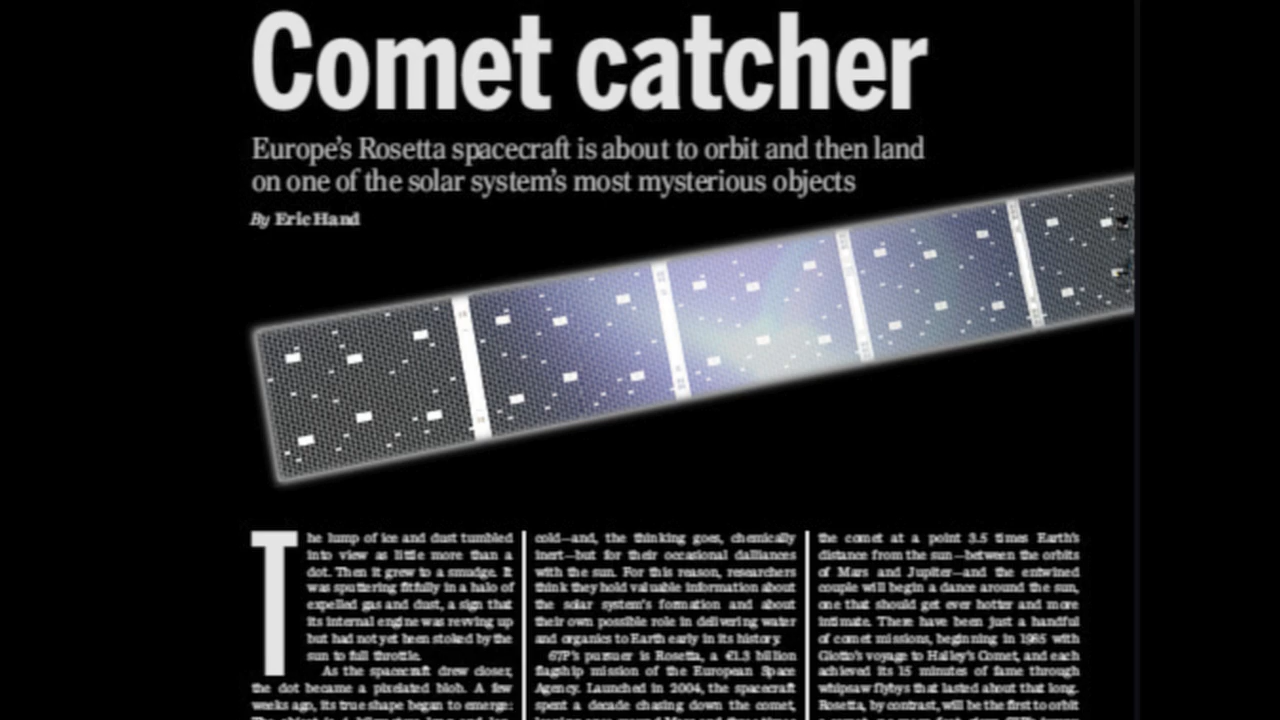 Comet catcher
Europe's Rosetta spacecraft is about to orbit and then land
on one of the solar system's most mysterious objects
By Eric Hand
The lump of ice and dust tumbled
into view as little more than a
dot. Then it grew to a smudge. It
was sputtering fitfully in a halo of
expelled gas and dust, a sign that
its internal engine was revving up
but had not yet been stoked by the
sun to full throttle.
As the spacecraft drew closer,
the dot became a pixelated blob. A few
weeks ago, its true shape began to emerge:
cold—and, the thinking goes, chemically
inert—but for their occasional dalliances
with the sun. For this reason, researchers
think they hold valuable information about
the solar system's formation and about
their own possible role in delivering water
and organics to Earth early in its history.
67P's pursuer is Rosetta, a €1.3 billion
flagship mission of the European Space
Agency. Launched in 2004, the spacecraft
spent a decade chasing down the comet,
the comet at a point 3.5 times Earth's
distance from the sun—between the orbits
of Mars and Jupiter—and the entwined
couple will begin a dance around the sun,
one that should get ever hotter and more
intimate. There have been just a handful
of comet missions, beginning in 1985 with
Giotto's voyage to Halley's Comet, and each
achieved its 15 minutes of fame through
whipsaw flybys that lasted about that long.
Rosetta, by contrast, will be the first to orbit